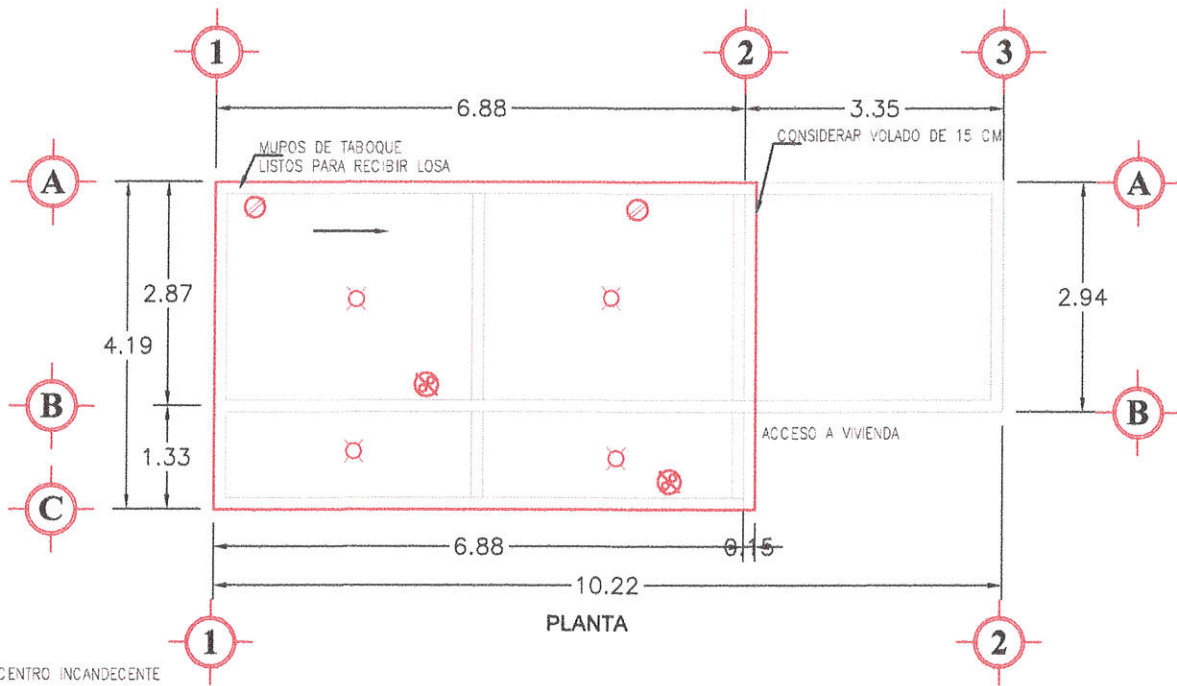 1
2
3
6.88
3.35
MUPOS DE TABOQUE
LISTOS PARA RECIBIR LOSA
CONSIDERAR VOLADO DE 15 CM
A
A
2.87
4.19
2.94
B
B
ACCESO A VIVIENDA
1.33
C
6.88
0.15
10.22
PLANTA
1
2
CENTRO INCANDECENTE